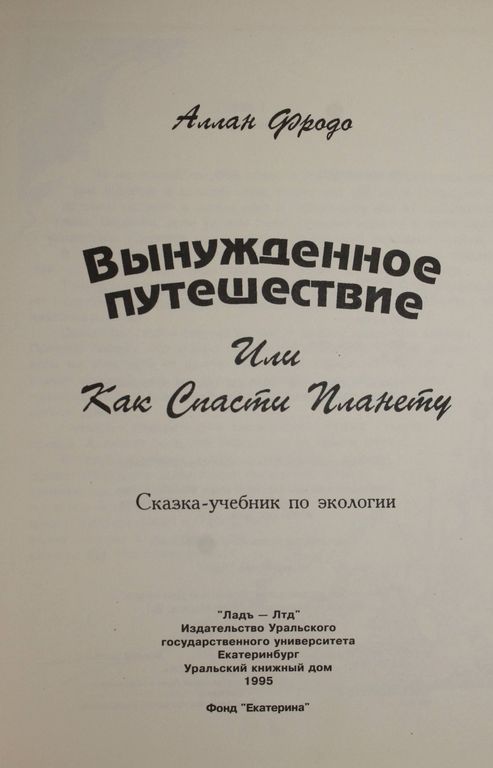 Аллан Фродо
Вынужденное
путешествие
Или
Как Спасти Планету
Сказка-учебник по экологии
"Ладъ — Лтд"
Издательство Уральского
государственного университета
Екатеринбург
Уральский книжный дом
1995
Фонд "Екатерина"